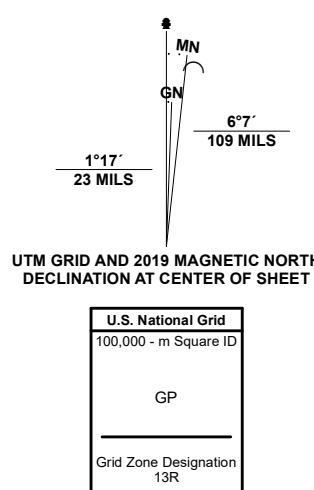 MN
GN
6°7´
109 MILS
1°17´
23 MILS
UTM GRID AND 2019 MAGNETIC NORTH
DECLINATION AT CENTER OF SHEET
U.S. National Grid
100,000 - m Square ID
GP
Grid Zone Designation
13R